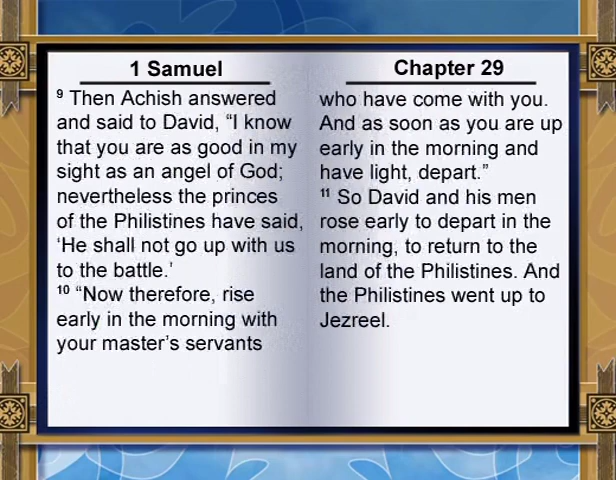 1 Samuel
⁹ Then Achish answered
and said to David, “I know
that you are as good in my
sight as an angel of God;
nevertheless the princes
of the Philistines have said,
‘He shall not go up with us
to the battle.’
¹⁰ “Now therefore, rise
early in the morning with
your master’s servants
Chapter 29
who have come with you.
And as soon as you are up
early in the morning and
have light, depart.”
¹¹ So David and his men
rose early to depart in the
morning, to return to the
land of the Philistines. And
the Philistines went up to
Jezreel.